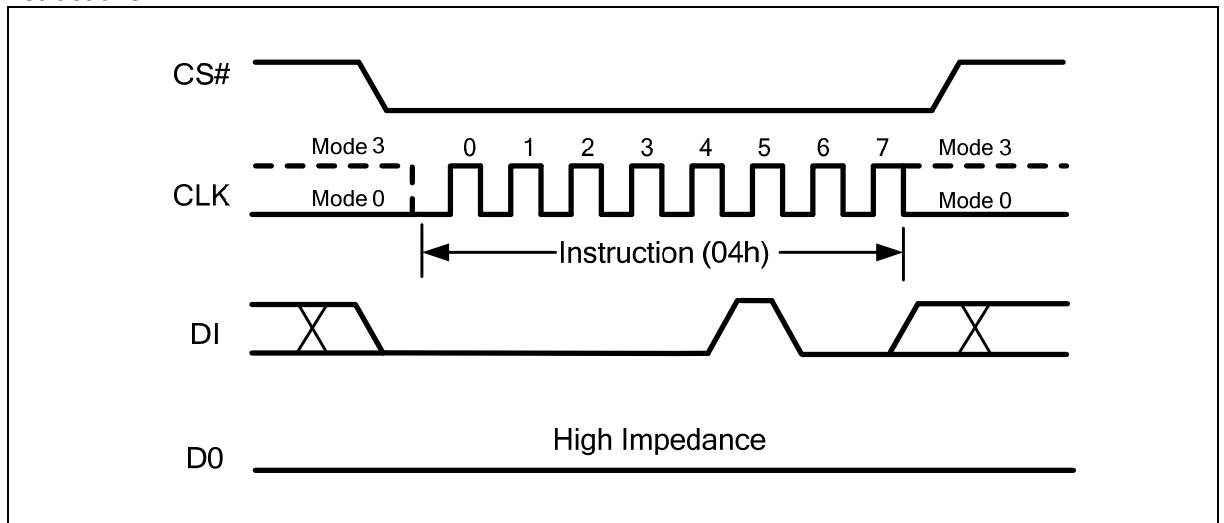 CS#
Mode 3 0 1 2 3 4 5 6 7 Mode 3
CLK
Mode 0 Mode 0
Instruction (04h)
DI
High Impedance
D0